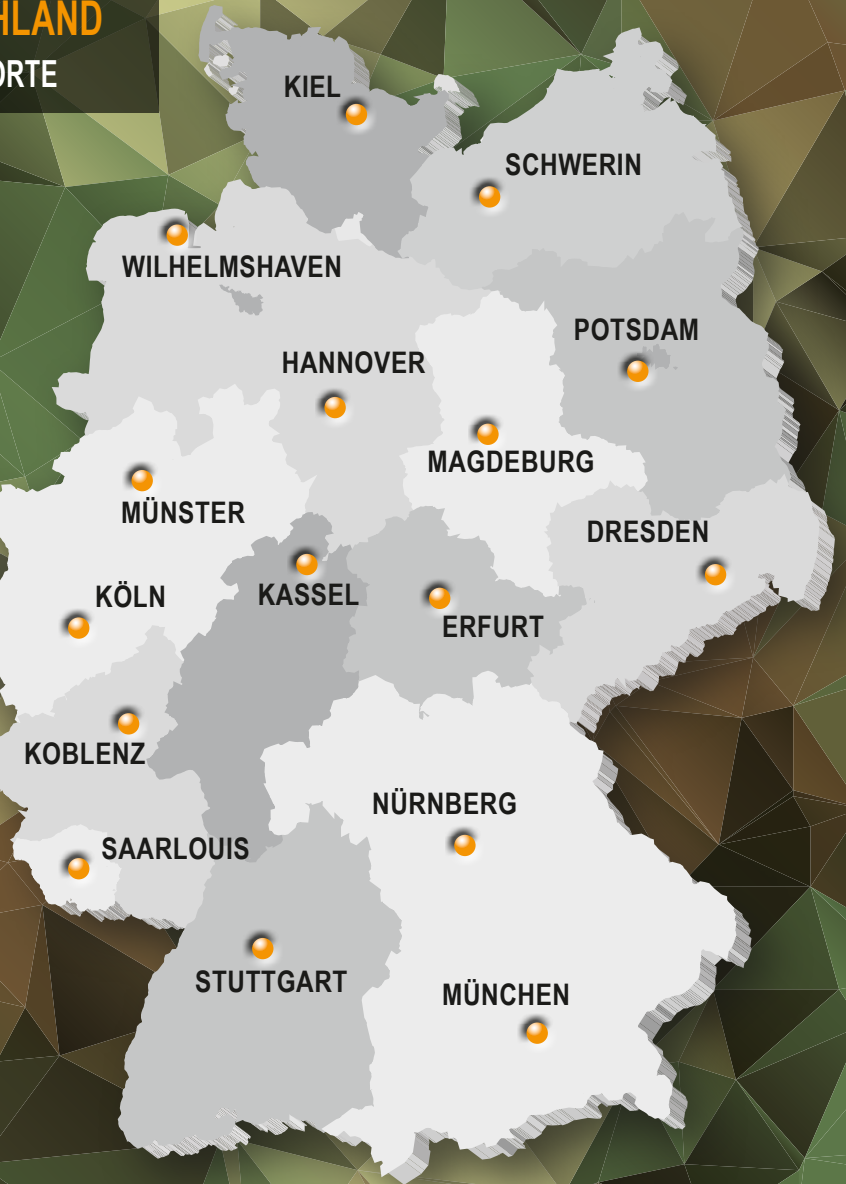 HLAND
ORTE
KIEL
SCHWERIN
WILHELMSHAVEN
POTSDAM
HANNOVER
MAGDEBURG
MÜNSTER
DRESDEN
KÖLN
KASSEL
ERFURT
KOBLENZ
NÜRNBERG
SAARLOUIS
STUTTGART
MÜNCHEN